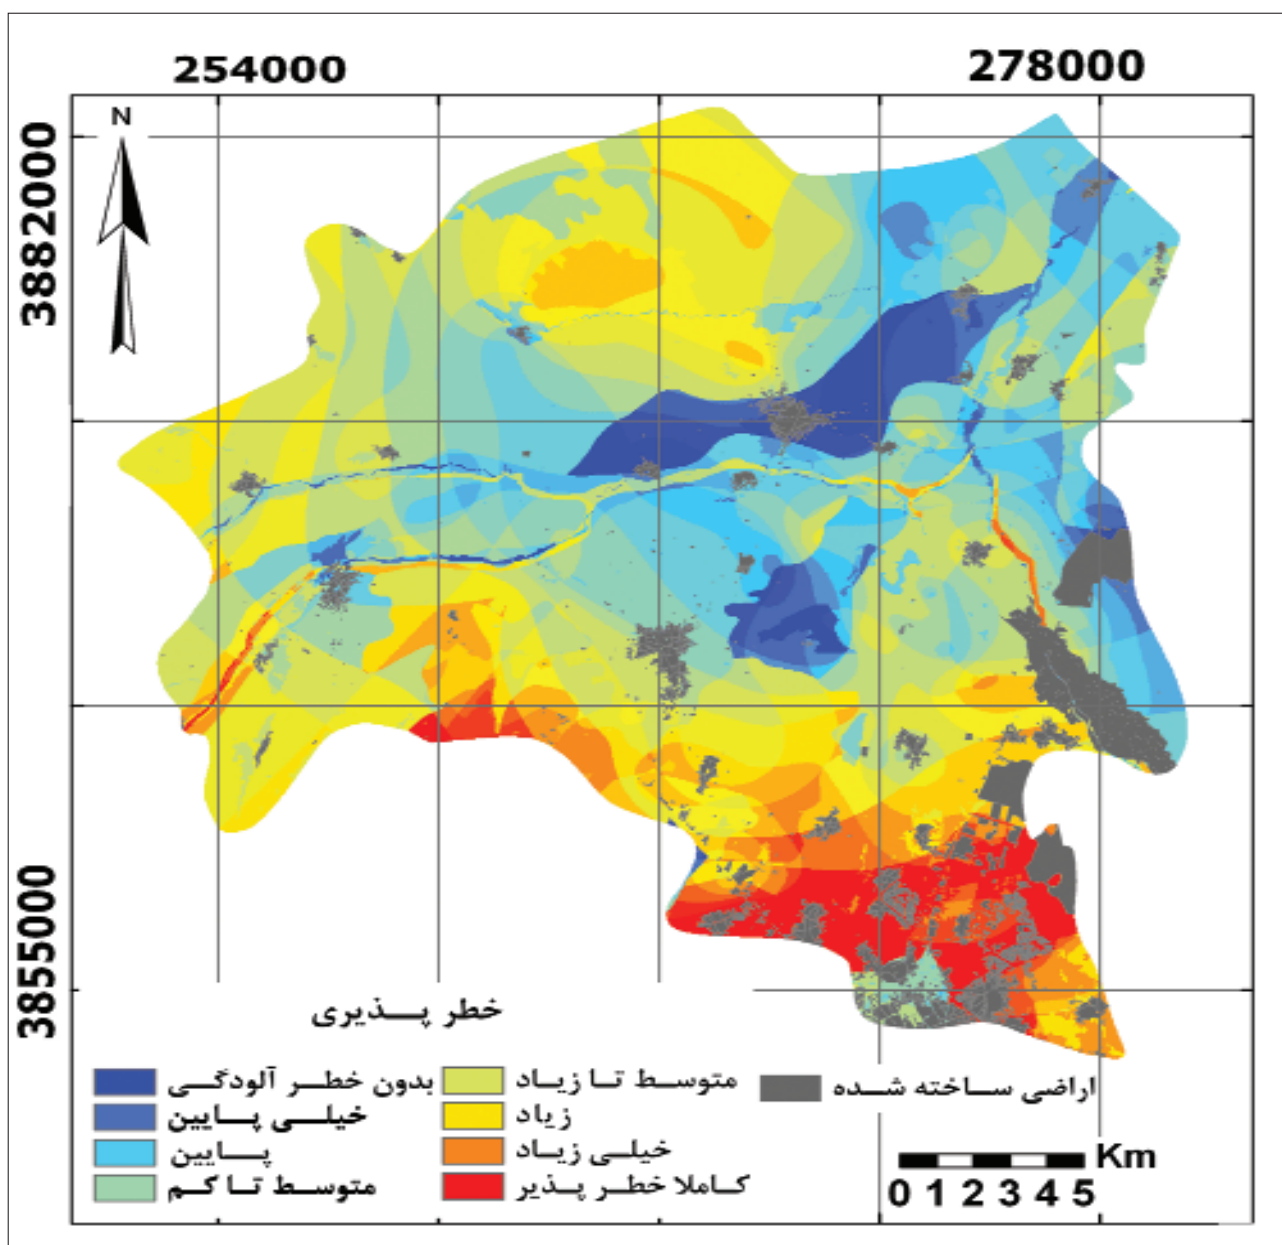 254000 278000
N
3882000
3855000
خطر پذیری
بدون خطر آلودگی
خیلی پایین
پایین
متوسط تا کم
متوسط تا زیاد
زیاد
خیلی زیاد
کاملا خطر پذیر
اراضی ساخته شده
Km
0 1 2 3 4 5